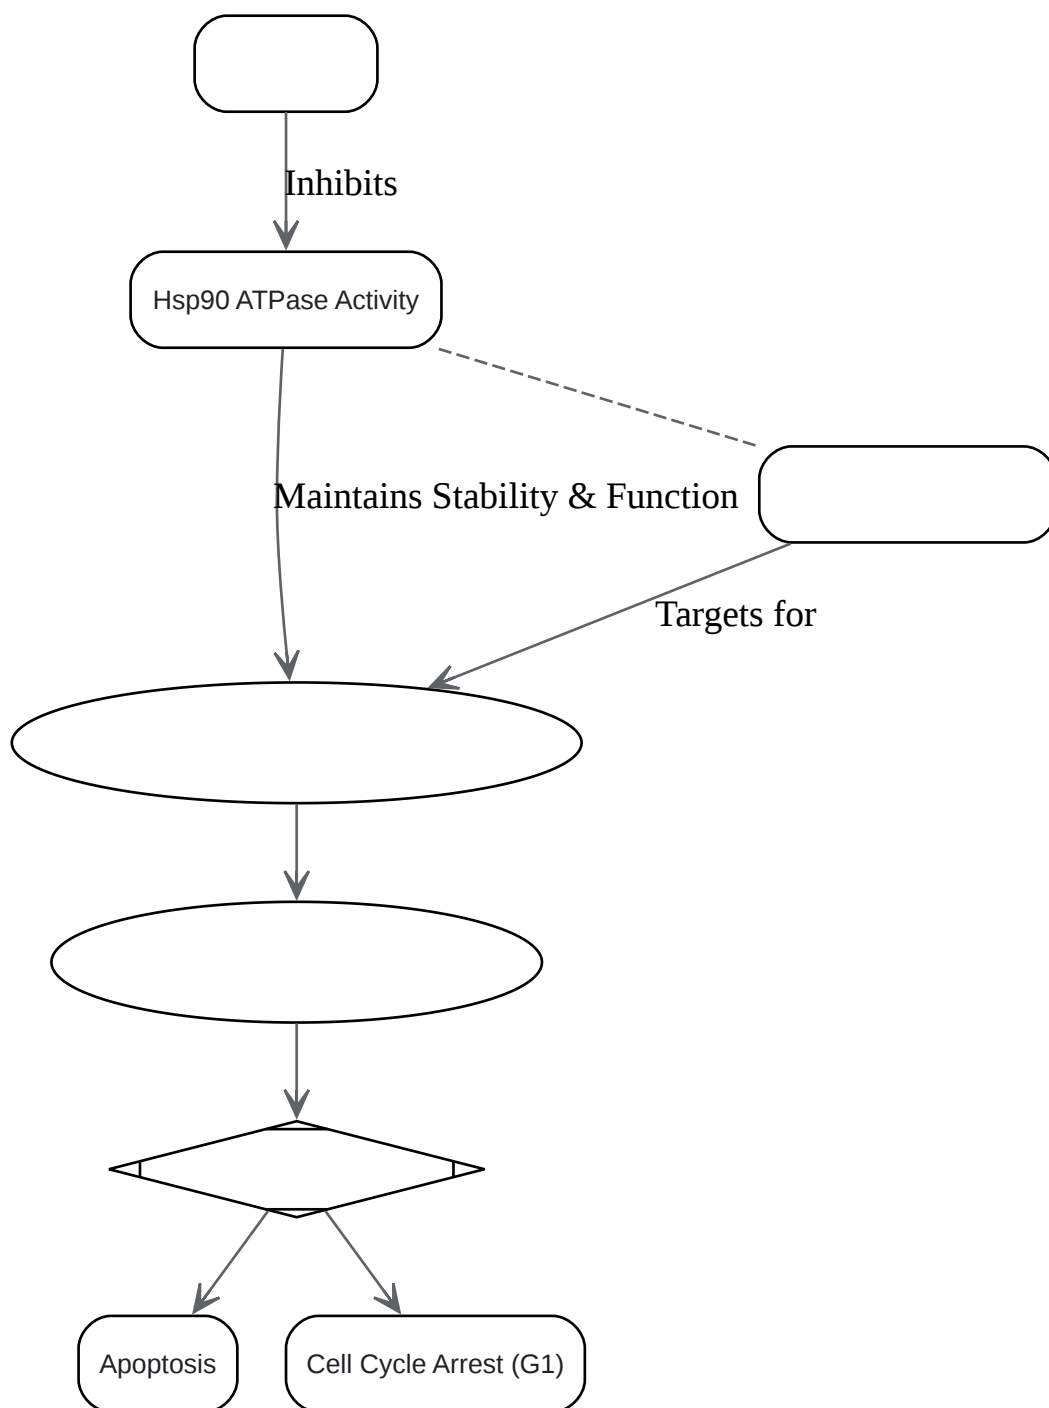 Inhibits
Hsp90 ATPase Activity
Maintains Stability & Function
Targets for
Apoptosis
Cell Cycle Arrest (G1)